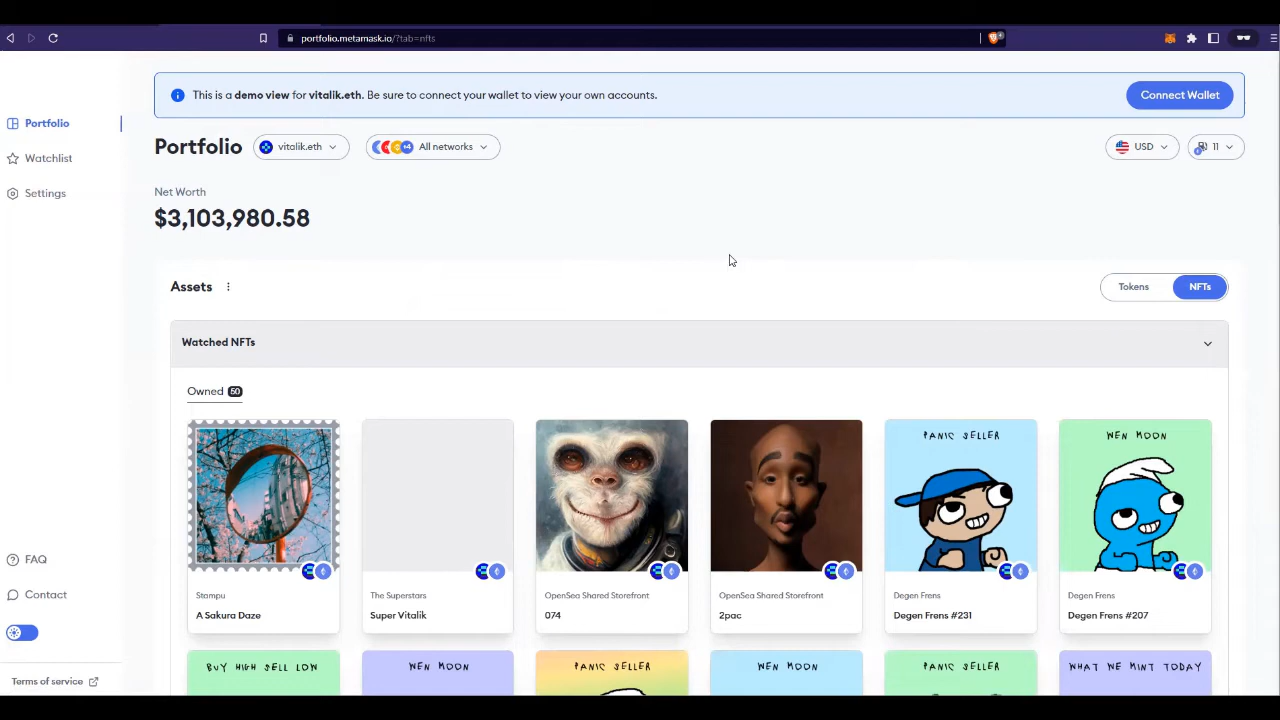 portfolio.metamask.io/?tab=nfts
This is a demo view for vitalik.eth. Be sure to connect your wallet to view your own accounts.
Connect Wallet
Portfolio
Watchlist
Settings
Portfolio
vitalik.eth
+4 All networks
USD
11
Net Worth
$3,103,980.58
Assets
Tokens
NFTs
Watched NFTs
Owned 50
PANIC SELLER
WEN MOON
Stampu
A Sakura Daze
The Superstars
Super Vitalik
OpenSea Shared Storefront
074
OpenSea Shared Storefront
2pac
Degen Frens
Degen Frens #231
Degen Frens
Degen Frens #207
BUY HIGH SELL LOW
WEN MOON
PANIC SELLER
WEN MOON
PANIC SELLER
WHAT WE MINT TODAY
FAQ
Contact
Terms of service